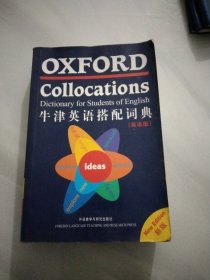 OXFORD
Collocations
Dictionary for Students of English
牛津英语搭配词典
(英语版)
ideas
New Edition
新版
外语教学与研究出版社
FOREIGN LANGUAGE TEACHING AND RESEARCH PRESS